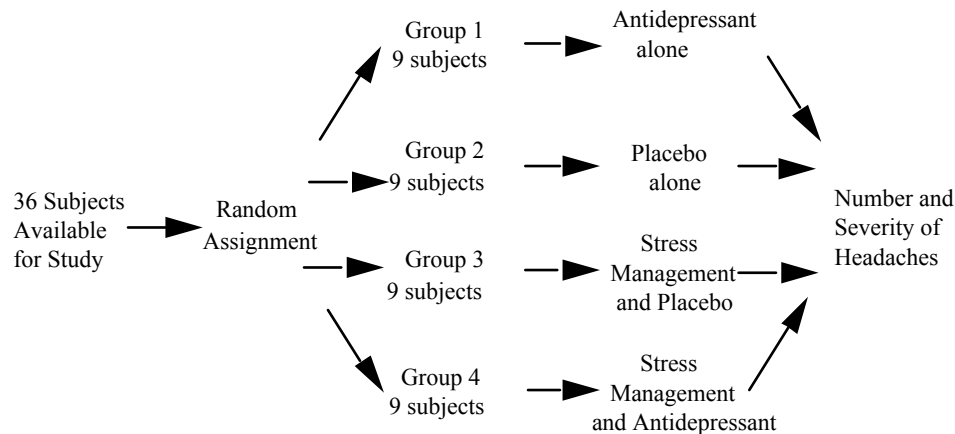 36 Subjects
Available
for Study
Random
Assignment
Group 1
9 subjects
Antidepressant
alone
Group 2
9 subjects
Placebo
alone
Group 3
9 subjects
Stress
Management
and Placebo
Group 4
9 subjects
Stress
Management
and Antidepressant
Number and
Severity of
Headaches